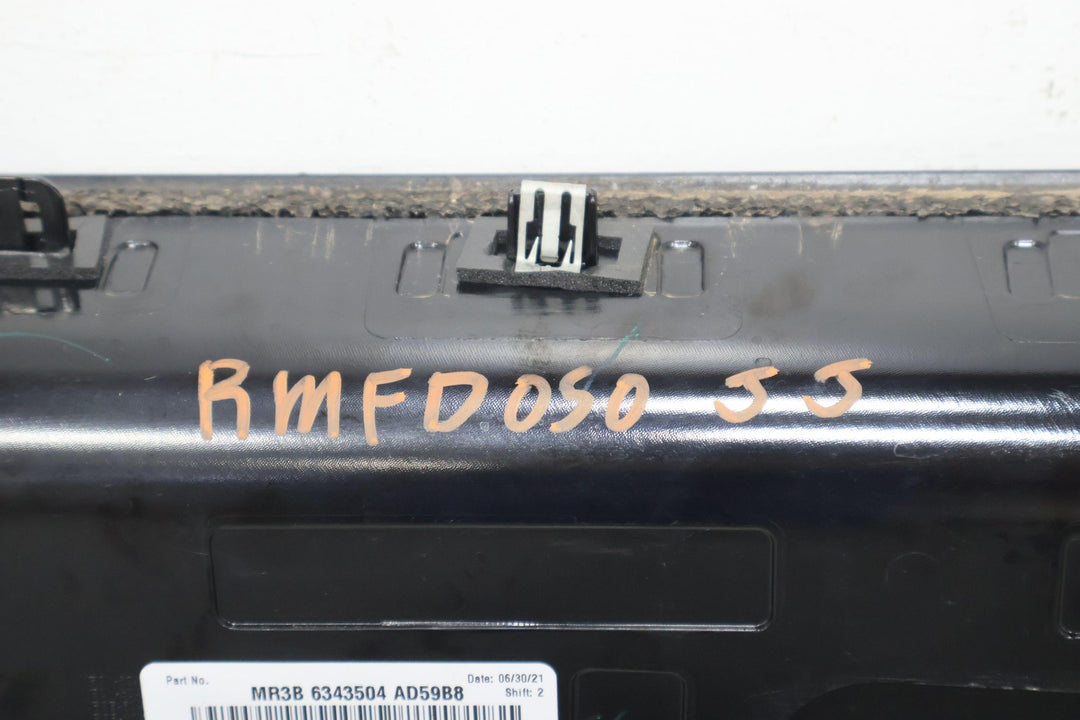 RMFD050 JJ
Part No.
Date: 06/30/21
MR3B 6343504 AD59B8
Shift: 2